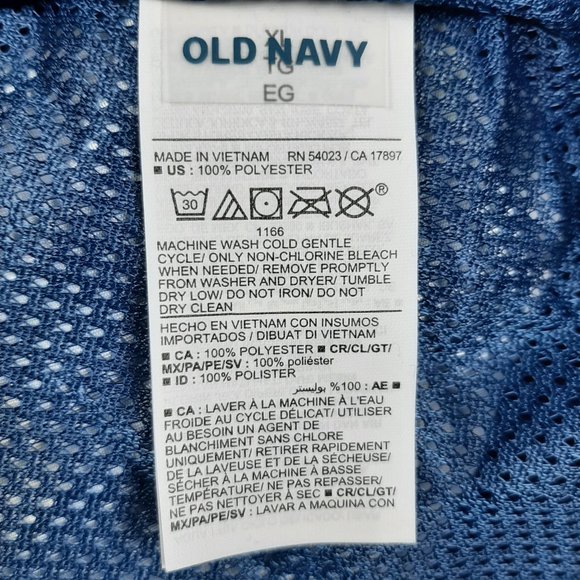 XL
OLD NAVY
TG
EG
MADE IN VIETNAM RN 54023 / CA 17897
US : 100% POLYESTER
30
1166
MACHINE WASH COLD GENTLE
CYCLE/ ONLY NON-CHLORINE BLEACH
WHEN NEEDED/ REMOVE PROMPTLY
FROM WASHER AND DRYER/ TUMBLE
DRY LOW/ DO NOT IRON/ DO NOT
DRY CLEAN
HECHO EN VIETNAM CON INSUMOS
IMPORTADOS / DIBUAT DI VIETNAM
CA : 100% POLYESTER CR/CL/GT/
MX/PA/PE/SV : 100% poliéster
ID : 100% POLISTER
AE : 100% بوليستر
CA : LAVER À LA MACHINE À L'EAU
FROIDE AU CYCLE DÉLICAT/ UTILISER
AU BESOIN UN AGENT DE
BLANCHIMENT SANS CHLORE
UNIQUEMENT/ RETIRER RAPIDEMENT
DE LA LAVEUSE ET DE LA SÉCHEUSE/
SÉCHER À LA MACHINE À BASSE
TEMPÉRATURE/ NE PAS REPASSER/
NE PAS NETTOYER À SEC CR/CL/GT/
MX/PA/PE/SV : LAVAR A MAQUINA CON